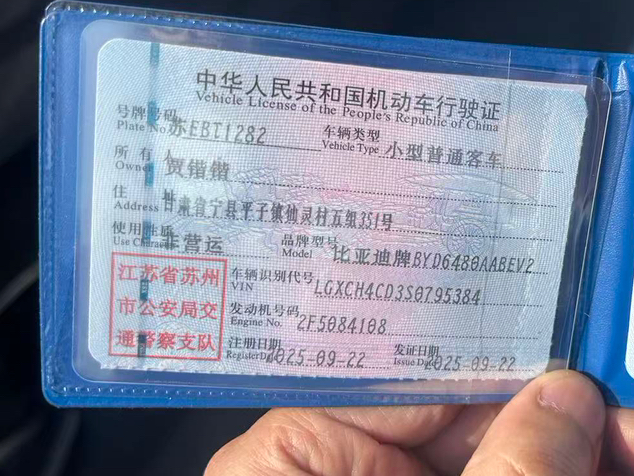 中华人民共和国机动车行驶证
Vehicle License of the People's Republic of China
号牌号码 苏EBT1282 车辆类型 小型普通客车
Plate No. Vehicle Type
所有人 贺锴锴
Owner
住址 甘肃省宁县平子镇仙灵村五组351号
Address
使用性质 非营运 品牌型号 比亚迪牌BYD6480AABEV2
Use Character Model
江苏省苏州
市公安局交
通警察支队
车辆识别代号 LGXCH4CD3S0795384
VIN
发动机号码 2F5084108
Engine No.
注册日期 2025-09-22 发证日期 2025-09-22
Register Date Issue Date